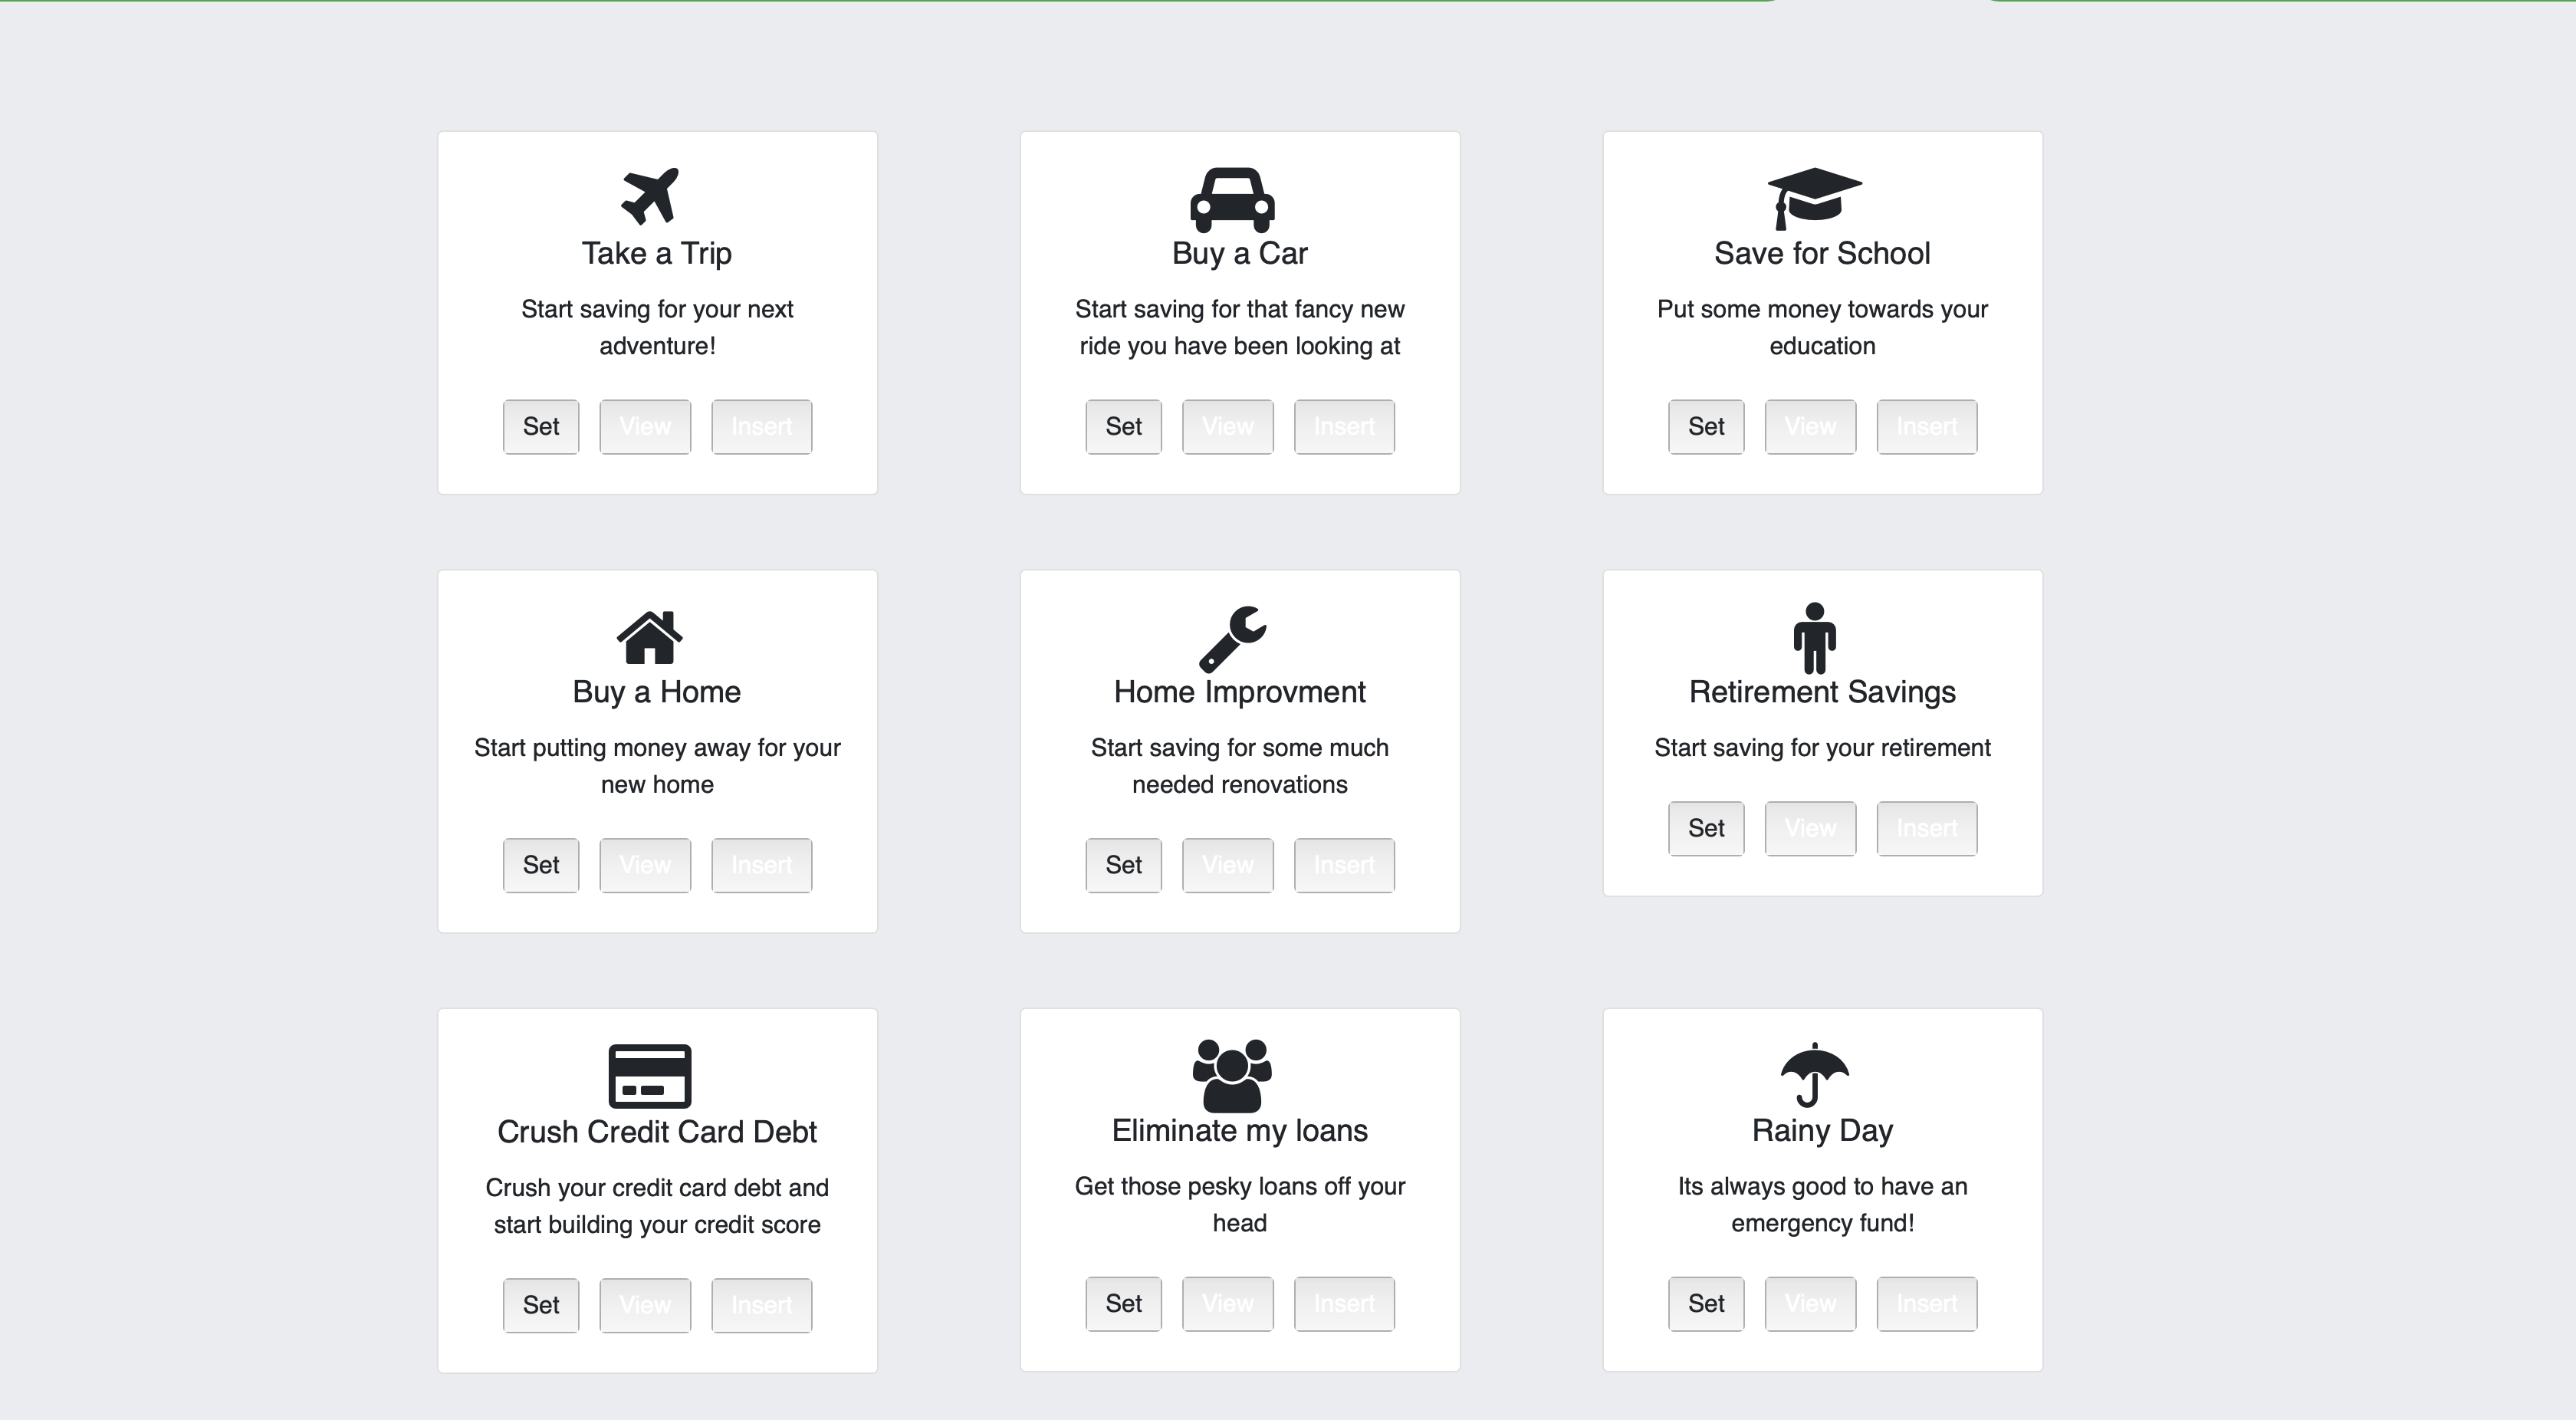 Take a Trip
Start saving for your next
adventure!
Set View Insert
Buy a Car
Start saving for that fancy new
ride you have been looking at
Set View Insert
Save for School
Put some money towards your
education
Set View Insert
Buy a Home
Start putting money away for your
new home
Set View Insert
Home Improvment
Start saving for some much
needed renovations
Set View Insert
Retirement Savings
Start saving for your retirement
Set View Insert
Crush Credit Card Debt
Crush your credit card debt and
start building your credit score
Set View Insert
Eliminate my loans
Get those pesky loans off your
head
Set View Insert
Rainy Day
Its always good to have an
emergency fund!
Set View Insert